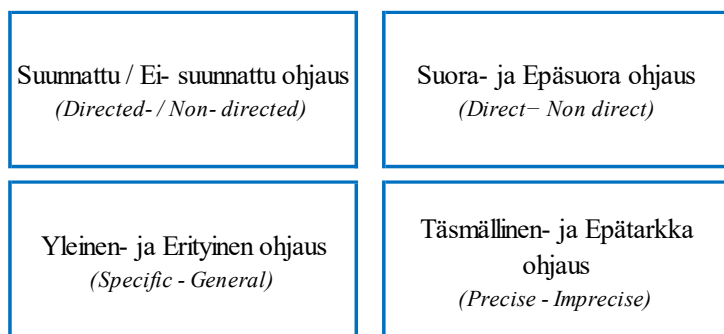 Suunnattu / Ei- suunnattu ohjaus
(Directed- / Non- directed)
Suora- ja Epäsuora ohjaus
(Direct− Non direct)
Yleinen- ja Erityinen ohjaus
(Specific - General)
Täsmällinen- ja Epätarkka
ohjaus
(Precise - Imprecise)